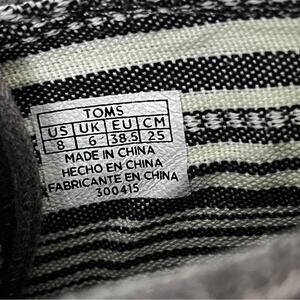 TOMS
US UK EU CM
8 6 38.5 25
MADE IN CHINA
HECHO EN CHINA
FABRICANTE EN CHINA
300415